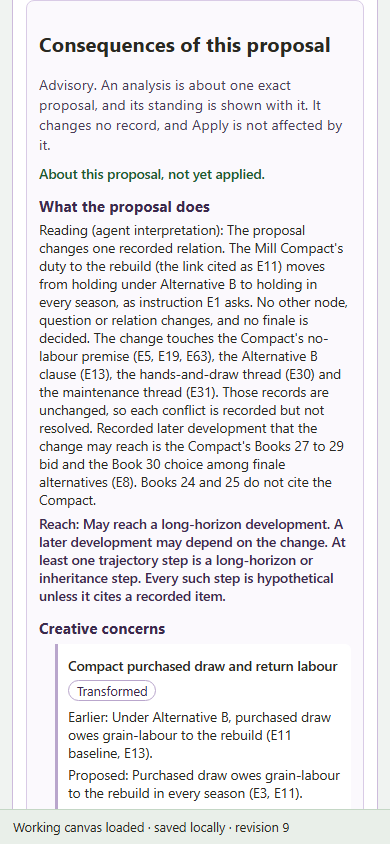 Consequences of this proposal
Advisory. An analysis is about one exact
proposal, and its standing is shown with it. It
changes no record, and Apply is not affected by
it.
About this proposal, not yet applied.
What the proposal does
Reading (agent interpretation): The proposal
changes one recorded relation. The Mill Compact's
duty to the rebuild (the link cited as E11) moves
from holding under Alternative B to holding in
every season, as instruction E1 asks. No other node,
question or relation changes, and no finale is
decided. The change touches the Compact's no-
labour premise (E5, E19, E63), the Alternative B
clause (E13), the hands-and-draw thread (E30) and
the maintenance thread (E31). Those records are
unchanged, so each conflict is recorded but not
resolved. Recorded later development that the
change may reach is the Compact's Books 27 to 29
bid and the Book 30 choice among finale
alternatives (E8). Books 24 and 25 do not cite the
Compact.
Reach: May reach a long-horizon development. A
later development may depend on the change. At
least one trajectory step is a long-horizon or
inheritance step. Every such step is hypothetical
unless it cites a recorded item.
Creative concerns
Compact purchased draw and return labour
Transformed
Earlier: Under Alternative B, purchased draw
owes grain-labour to the rebuild (E11
baseline, E13).
Proposed: Purchased draw owes grain-labour
to the rebuild in every season (E3, E11).
Working canvas loaded · saved locally · revision 9